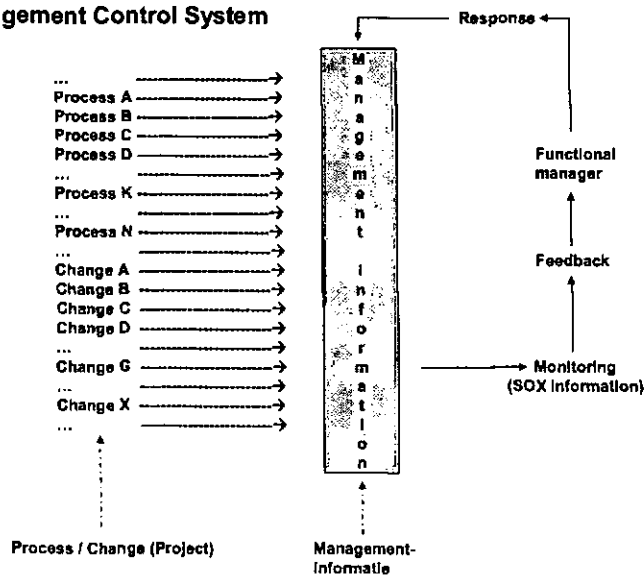 gement Control System
Response
...
Process A
Process B
Process C
Process D
...
Process K
...
Process N
...
Change A
Change B
Change C
Change D
...
Change G
...
Change X
...
Management Information
Functional
manager
Feedback
Monitoring
(SOX Information)
Process / Change (Project)
Management-
Informatie